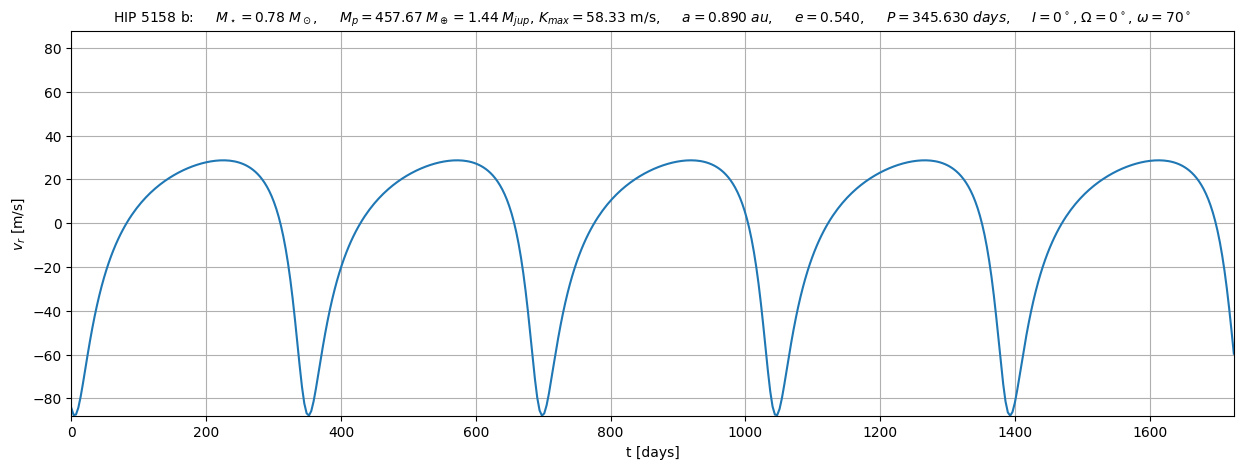 HIP 5158 b: M⋆ = 0.78 M⊙, Mp = 457.67 M⊕ = 1.44 Mjup, Kmax = 58.33 m/s, a = 0.890 au, e = 0.540, P = 345.630 days, I = 0°, Ω = 0°, ω = 70°
80
60
40
20
0
−20
−40
−60
−80
vr [m/s]
0 200 400 600 800 1000 1200 1400 1600
t [days]